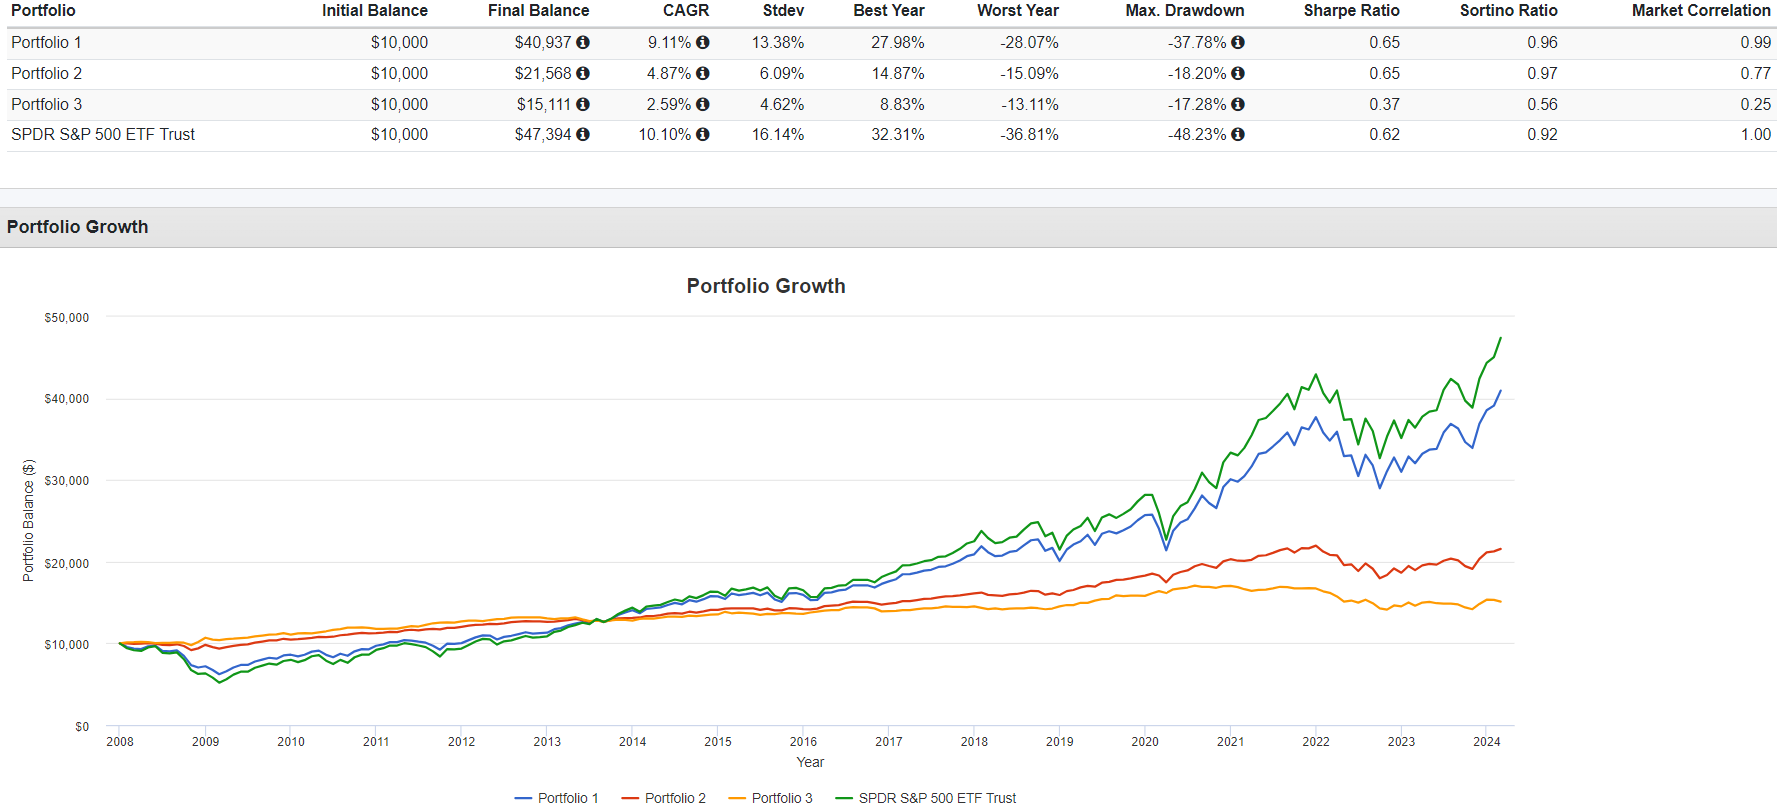 Portfolio Initial Balance Final Balance CAGR Stdev Best Year Worst Year Max. Drawdown Sharpe Ratio Sortino Ratio Market Correlation
Portfolio 1 $10,000 $40,937 9.11% 13.38% 27.98% -28.07% -37.78% 0.65 0.96 0.99
Portfolio 2 $10,000 $21,568 4.87% 6.09% 14.87% -15.09% -18.20% 0.65 0.97 0.77
Portfolio 3 $10,000 $15,111 2.59% 4.62% 8.83% -13.11% -17.28% 0.37 0.56 0.25
SPDR S&P 500 ETF Trust $10,000 $47,394 10.10% 16.14% 32.31% -36.81% -48.23% 0.62 0.92 1.00
Portfolio Growth
Portfolio Growth
$50,000
$40,000
$30,000
$20,000
$10,000
$0
Portfolio Balance ($)
2008 2009 2010 2011 2012 2013 2014 2015 2016 2017 2018 2019 2020 2021 2022 2023 2024
Year
Portfolio 1 Portfolio 2 Portfolio 3 SPDR S&P 500 ETF Trust